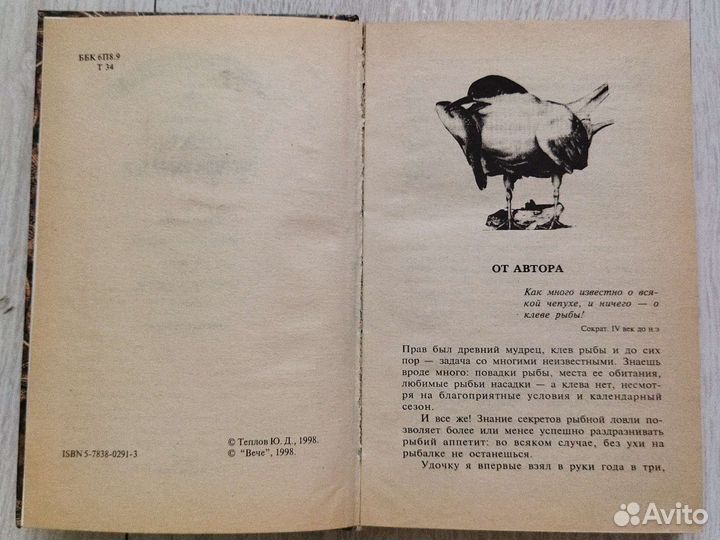 ББК 6П8.9
Т 34
© Теплов Ю. Д., 1998.
ISBN 5-7838-0291-3
© "Вече", 1998.
ОТ АВТОРА
Как много известно о вся-
кой чепухе, и ничего — о
клеве рыбы!
Сократ. IV век до н.э
Прав был древний мудрец, клев рыбы и до сих
пор — задача со многими неизвестными. Знаешь
вроде много: повадки рыбы, места ее обитания,
любимые рыбьи насадки — а клева нет, несмот-
ря на благоприятные условия и календарный
сезон.
И все же! Знание секретов рыбной ловли по-
зволяет более или менее успешно раздразнивать
рыбий аппетит: во всяком случае, без ухи на
рыбалке не останешься.
Удочку я впервые взял в руки года в три,
Avito